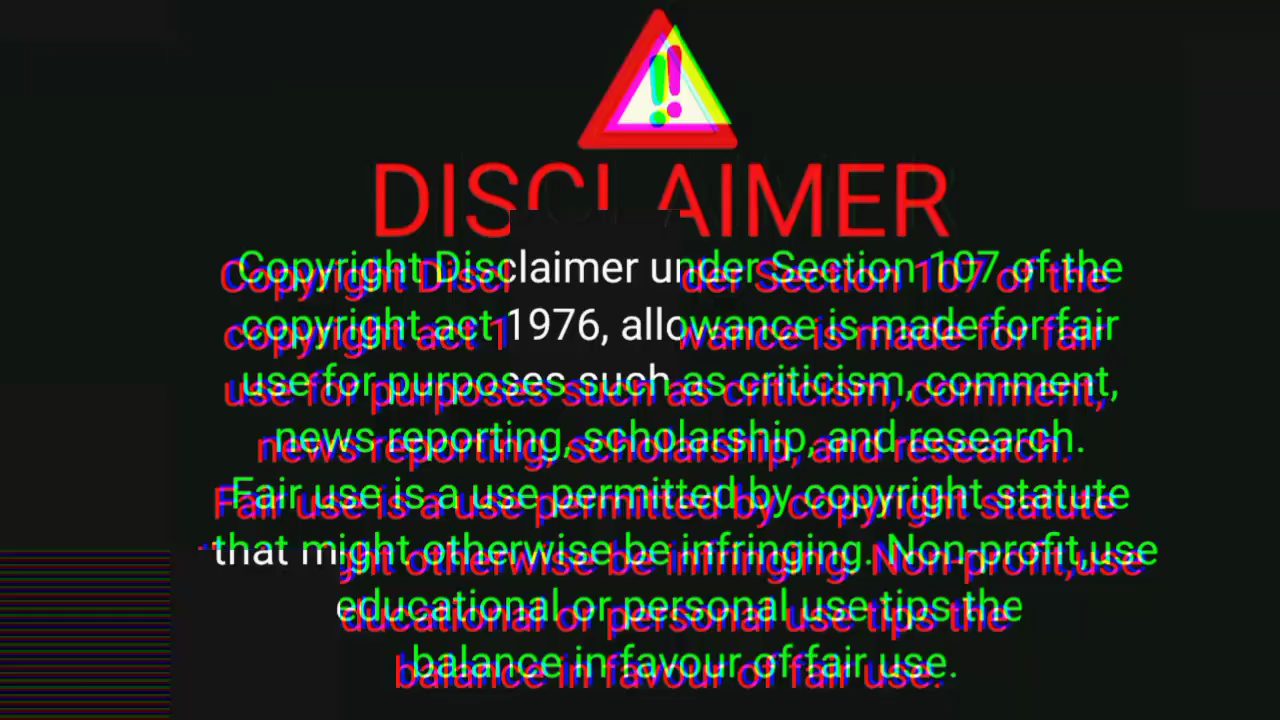 !!
DISCLAIMER
Copyright Disclaimer under Section 107 of the
copyright act 1976, allowance is made for fair
use for purposes such as criticism, comment,
news reporting, scholarship, and research.
Fair use is a use permitted by copyright statute
that might otherwise be infringing. Non-profit,use
educational or personal use tips the
balance in favour of fair use.